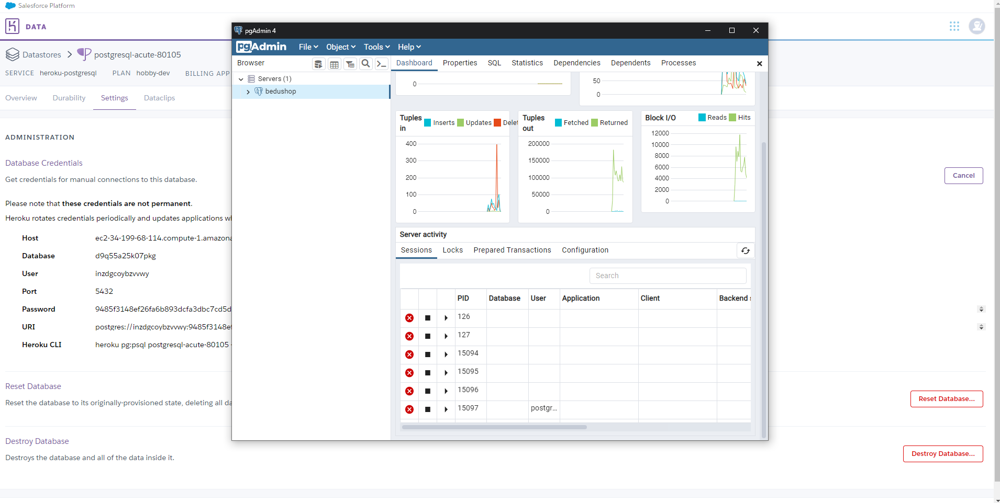 Salesforce Platform
DATA
Datastores
postgresql-acute-80105
SERVICE heroku-postgresql PLAN hobby-dev BILLING APP
Overview Durability Settings Dataclips
ADMINISTRATION
Database Credentials
Get credentials for manual connections to this database.
Cancel
Please note that these credentials are not permanent.
Heroku rotates credentials periodically and updates applications
Host ec2-34-199-68-114.compute-1.amazona
Database d9q55a25k07pkg
User inzdgcoybzvvwy
Port 5432
Password 9485f3148ef26fa6b893dcfa3dbc7cd5d
URI postgres://inzdgcoybzvvwy:9485f3148e
Heroku CLI heroku pg:psql postgresql-acute-80105
Reset Database
Reset the database to its originally-provisioned state, deleting all da
Reset Database...
Destroy Database
Destroys the database and all of the data inside it.
Destroy Database...
pgAdmin 4
pgAdmin File Object Tools Help
Browser
Dashboard Properties SQL Statistics Dependencies Dependents Processes
Servers (1)
bedushop
0
50
0
Tuples in
Inserts Updates Delet
400
300
200
100
0
Tuples out
Fetched Returned
200000
150000
100000
50000
0
Block I/O
Reads Hits
12000
10000
8000
6000
4000
2000
0
Server activity
Sessions Locks Prepared Transactions Configuration
Search
PID Database User Application Client Backend
126
127
15094
15095
15096
15097 postgr...